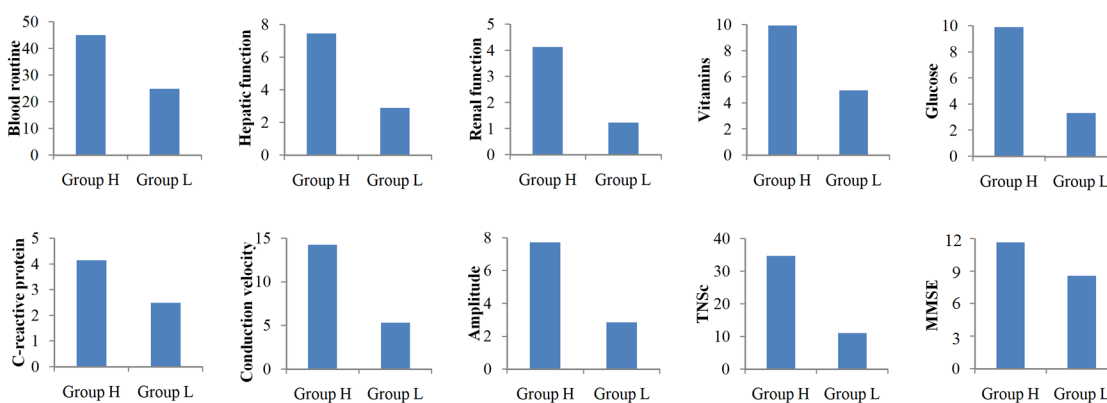 Blood routine
50
40
30
20
10
0
Group H Group L
Hepatic function
8
6
4
2
0
Group H Group L
Renal function
5
4
3
2
1
0
Group H Group L
Vitamins
10
8
6
4
2
0
Group H Group L
Glucose
10
8
6
4
2
0
Group H Group L
C-reactive protein
5
4
3
2
1
0
Group H Group L
Conduction velocity
15
10
5
0
Group H Group L
Amplitude
8
6
4
2
0
Group H Group L
TNSc
40
30
20
10
0
Group H Group L
MMSE
12
9
6
3
0
Group H Group L